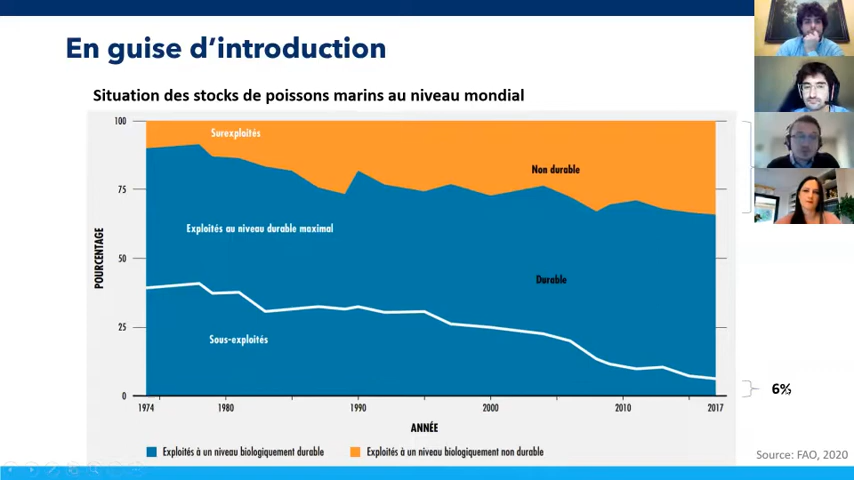 En guise d'introduction
Situation des stocks de poissons marins au niveau mondial
POURCENTAGE
100
75
50
25
0
Surexploités
Non durable
Exploités au niveau durable maximal
Durable
Sous-exploités
6%
1974
1980
1990
2000
2010
2017
ANNÉE
Exploités à un niveau biologiquement durable
Exploités à un niveau biologiquement non durable
Source: FAO, 2020